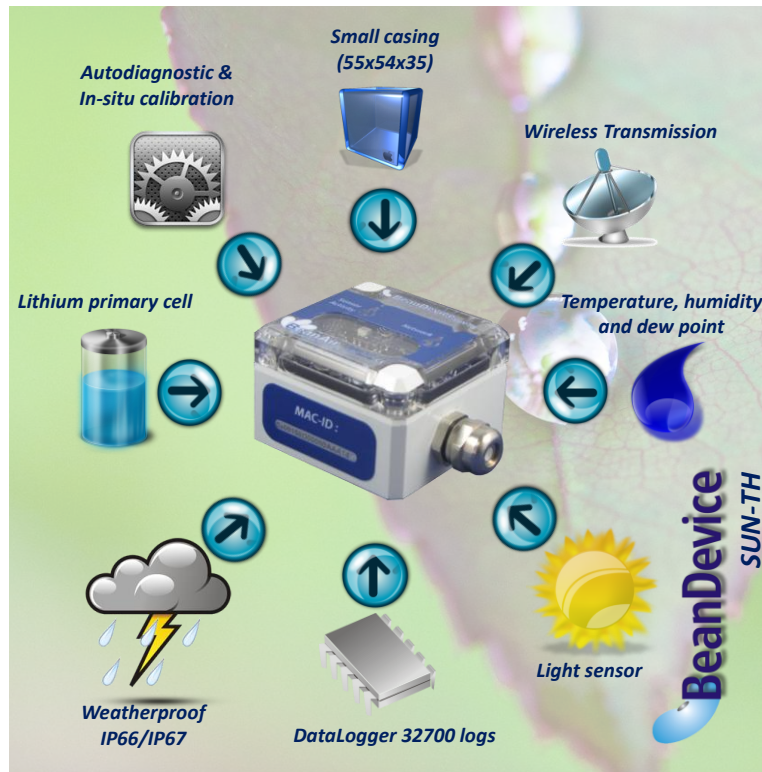 Small casing
(55x54x35)
Autodiagnostic &
In-situ calibration
Wireless Transmission
Lithium primary cell
Temperature, humidity
and dew point
MAC-ID :
BeanDevice
SUN-TH
Light sensor
Weatherproof
IP66/IP67
DataLogger 32700 logs